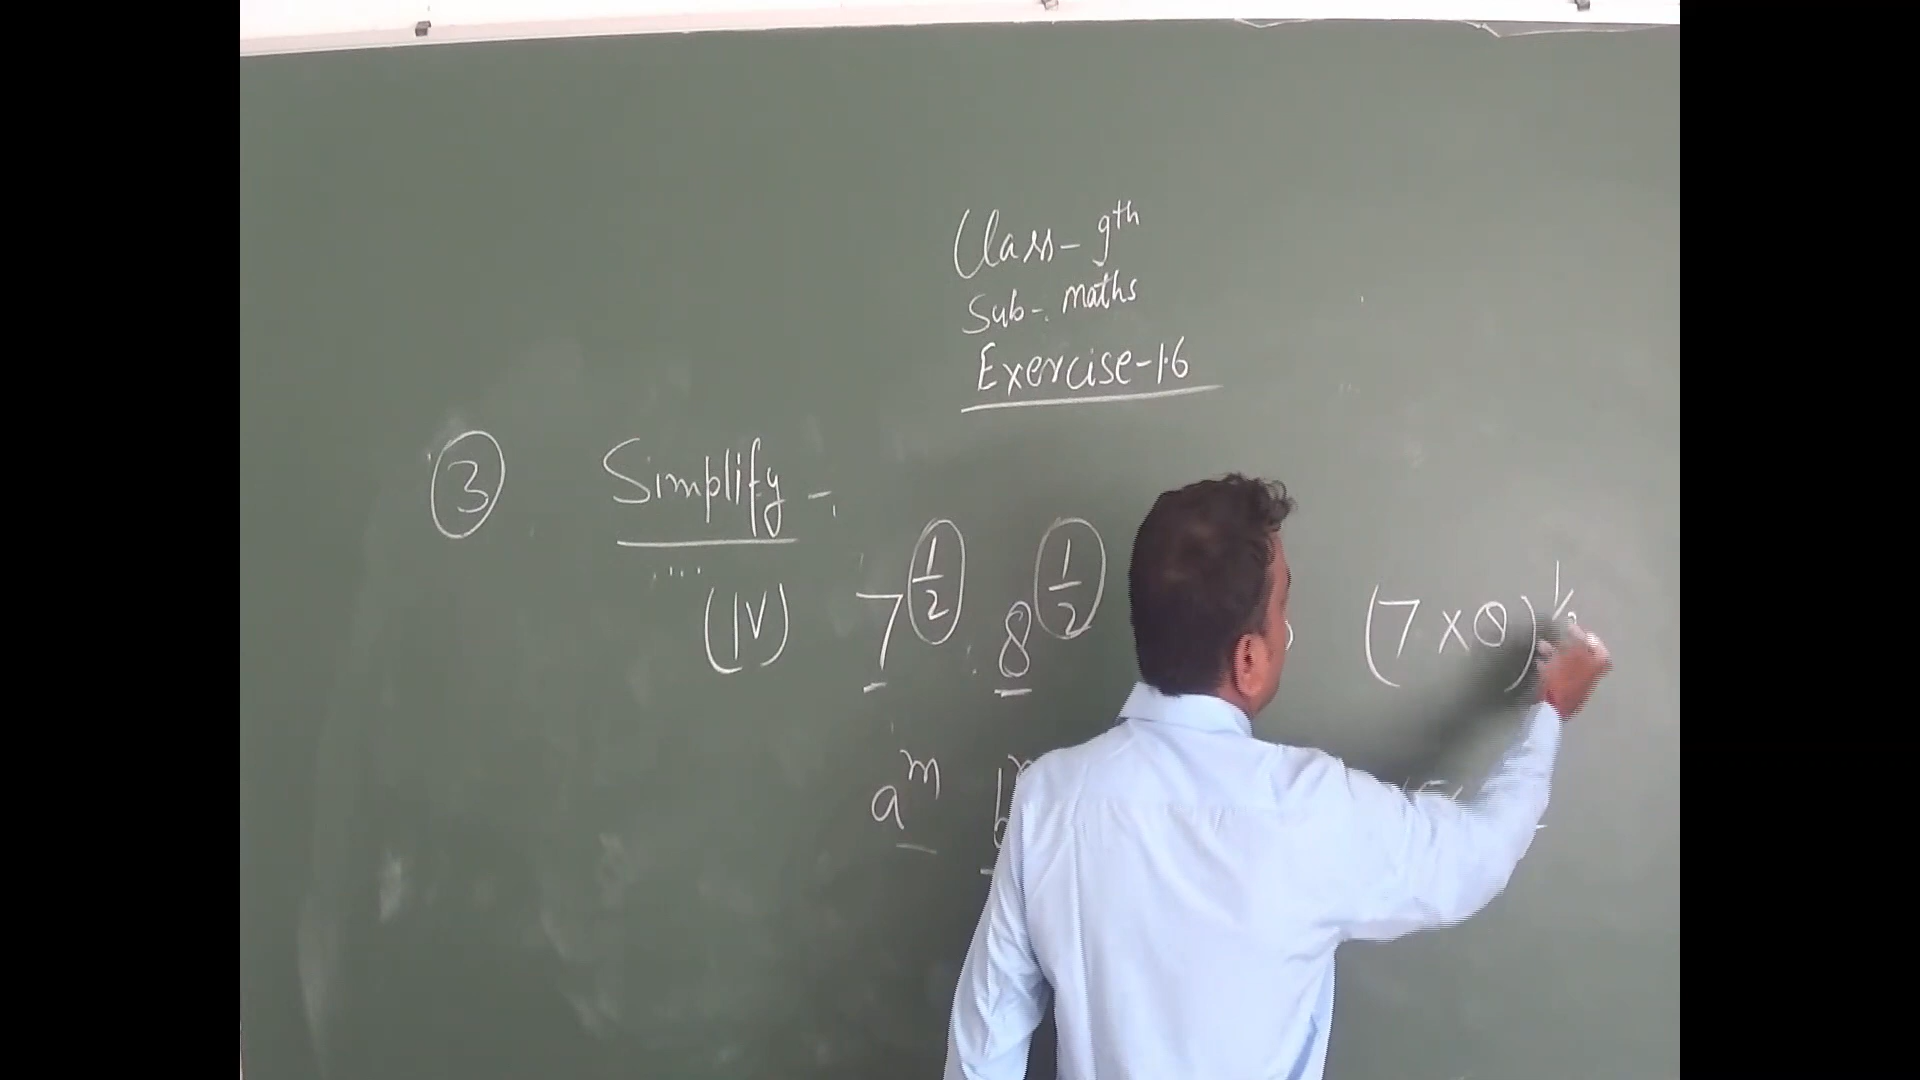 Class - 9th
Sub - Maths
Exercise - 1.6
3 Simplify -
(IV) 7^1/2 . 8^1/2 (7 × 8)^1/2
a^m b